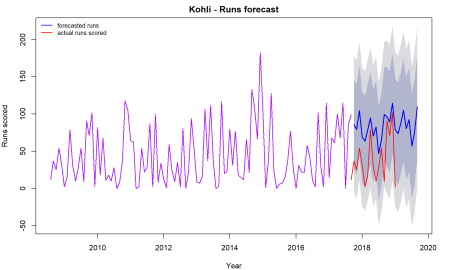 Kohli - Runs forecast
forecasted runs
actual runs scored
Runs scored
200
150
100
50
0
-50
2010
2012
2014
2016
2018
2020
Year